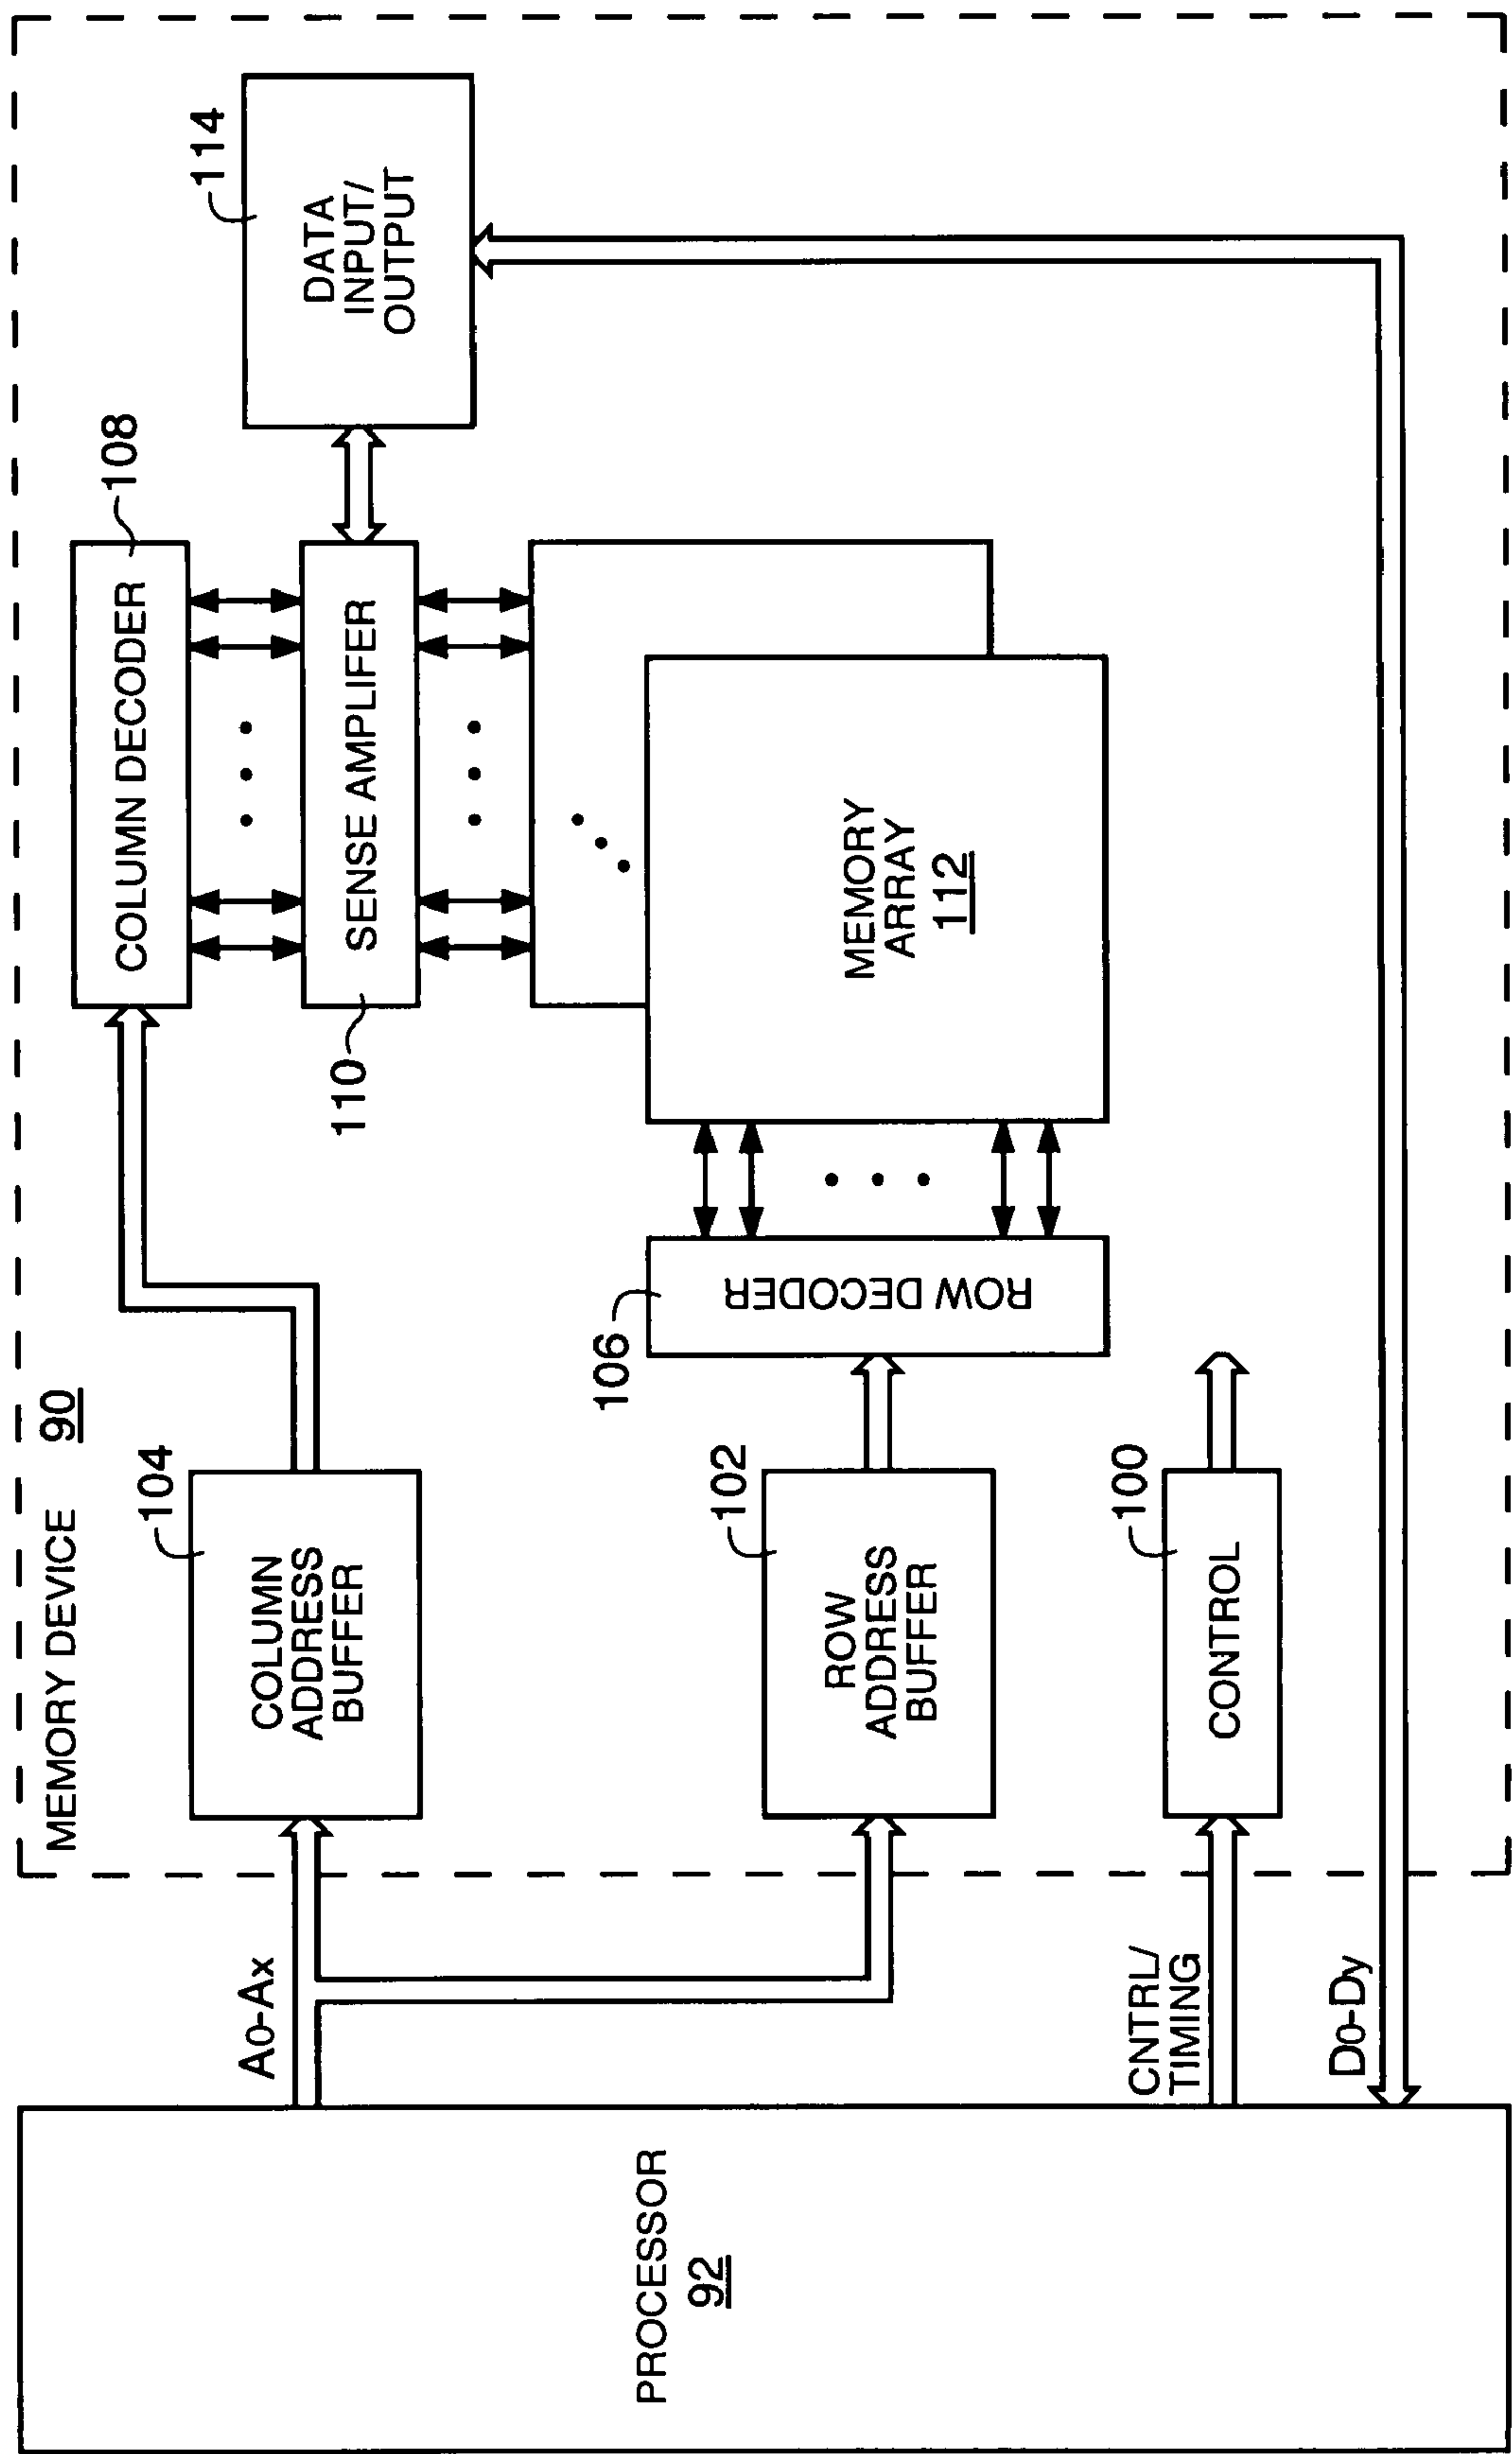 MEMORY DEVICE 90
PROCESSOR
92
A0-Ax
CNTRL/
TIMING
D0-Dy
104
COLUMN
ADDRESS
BUFFER
102
ROW
ADDRESS
BUFFER
100
CONTROL
COLUMN DECODER
108
SENSE AMPLIFER
110
106
ROW DECODER
MEMORY
ARRAY
112
114
DATA
INPUT/
OUTPUT